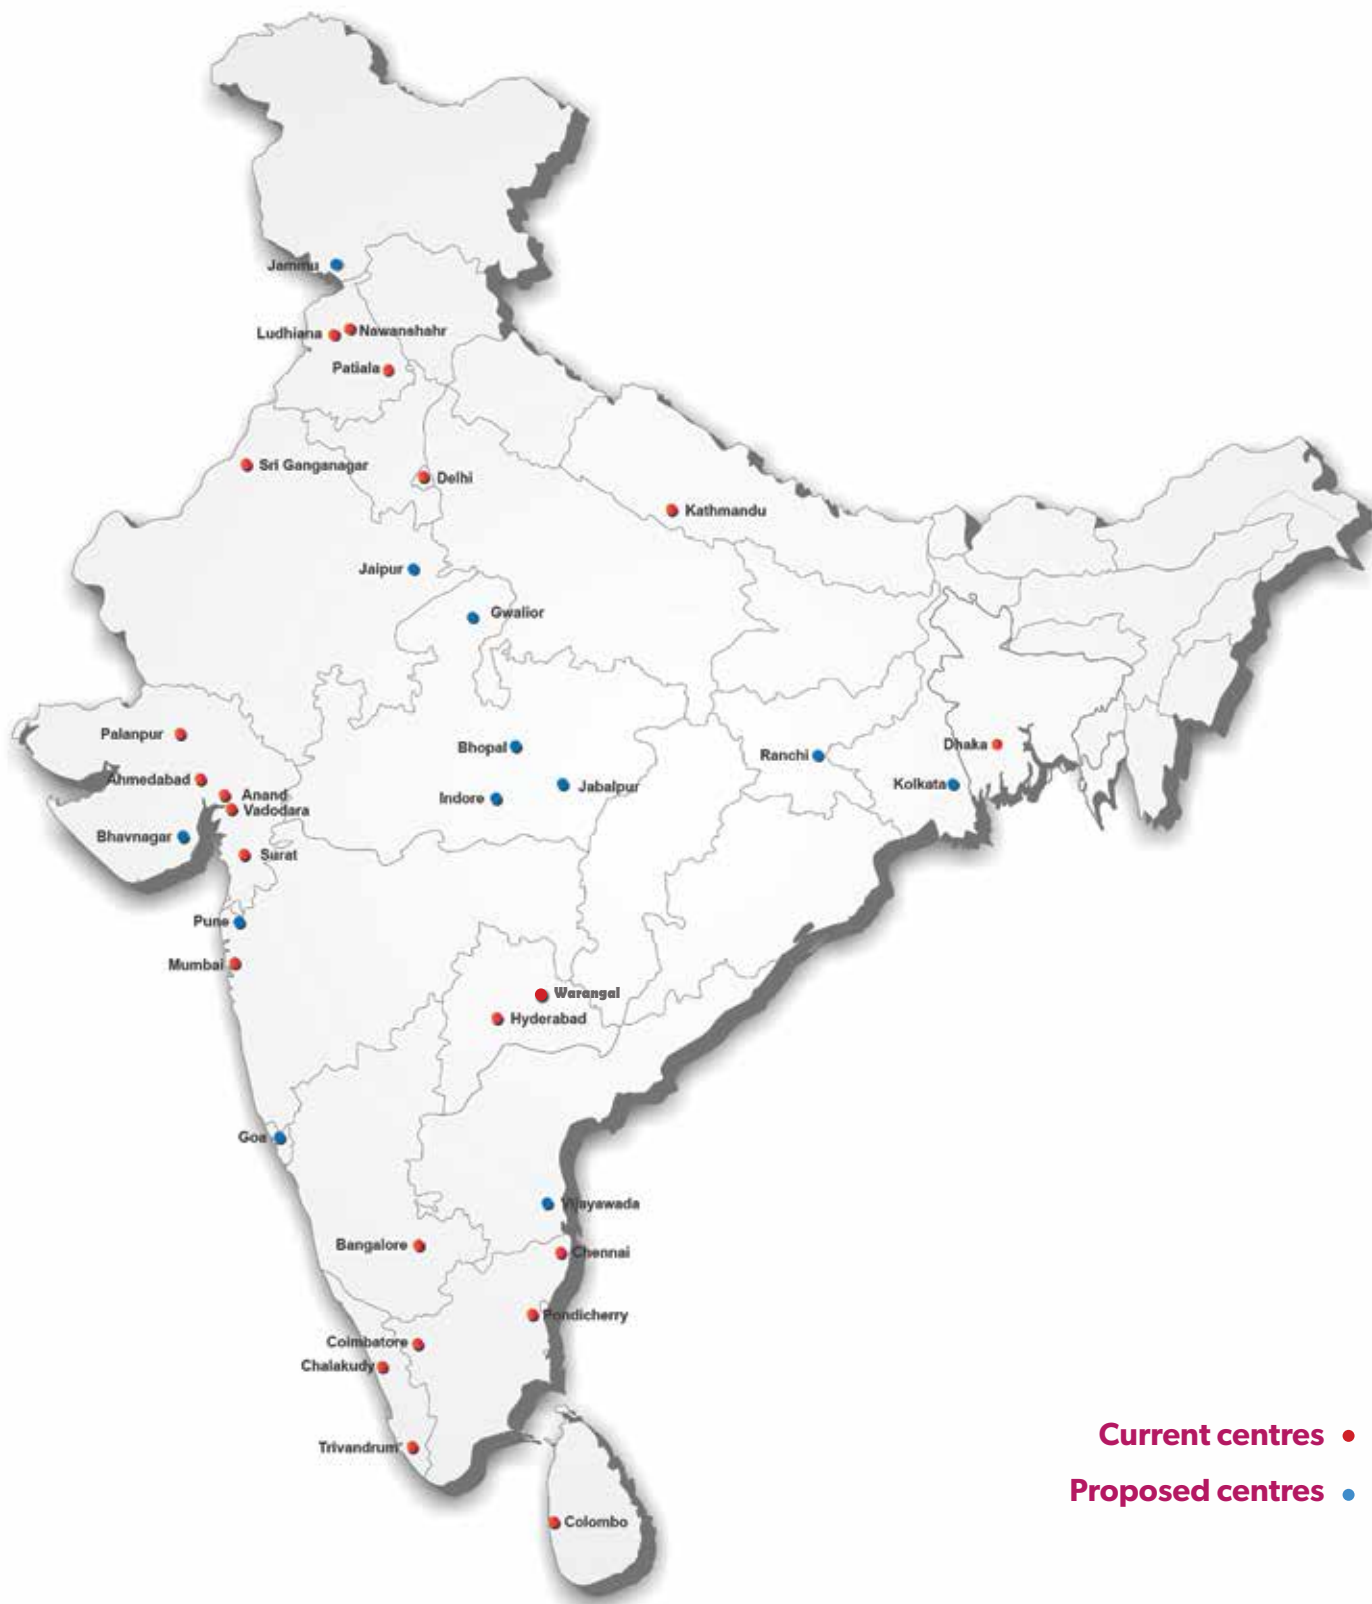 Jammu
Ludhiana
Nawanshahr
Patiala
Sri Ganganagar
Delhi
Kathmandu
Jaipur
Gwalior
Palanpur
Bhopal
Ranchi
Dhaka
Ahmedabad
Anand
Indore
Jabalpur
Kolkata
Vadodara
Bhavnagar
Surat
Pune
Mumbai
Warangal
Hyderabad
Goa
Vijayawada
Bangalore
Chennai
Pondicherry
Coimbatore
Chalakudy
Trivandrum
Current centres
Proposed centres
Colombo